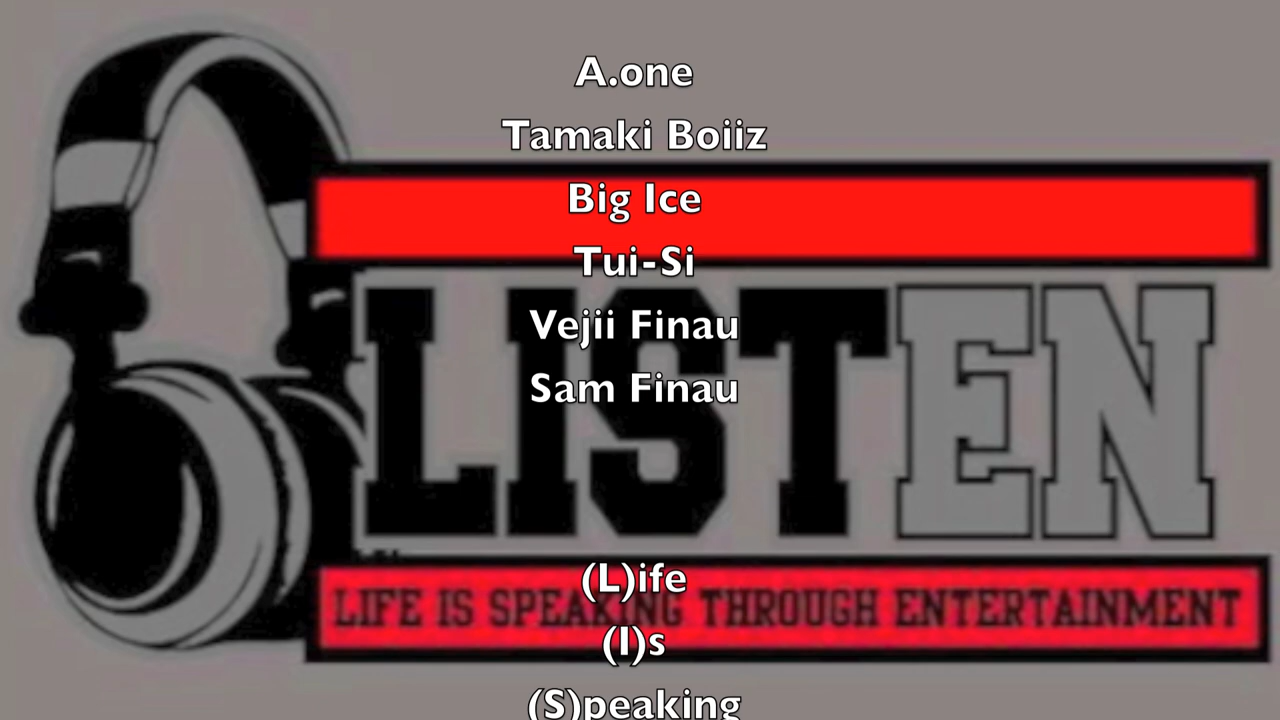 A.one
Tamaki Boiiz
Big Ice
Tui-Si
Vejii Finau
Sam Finau
LISTEN
(L)ife
LIFE IS SPEAKING THROUGH ENTERTAINMENT
(I)s
(S)peaking